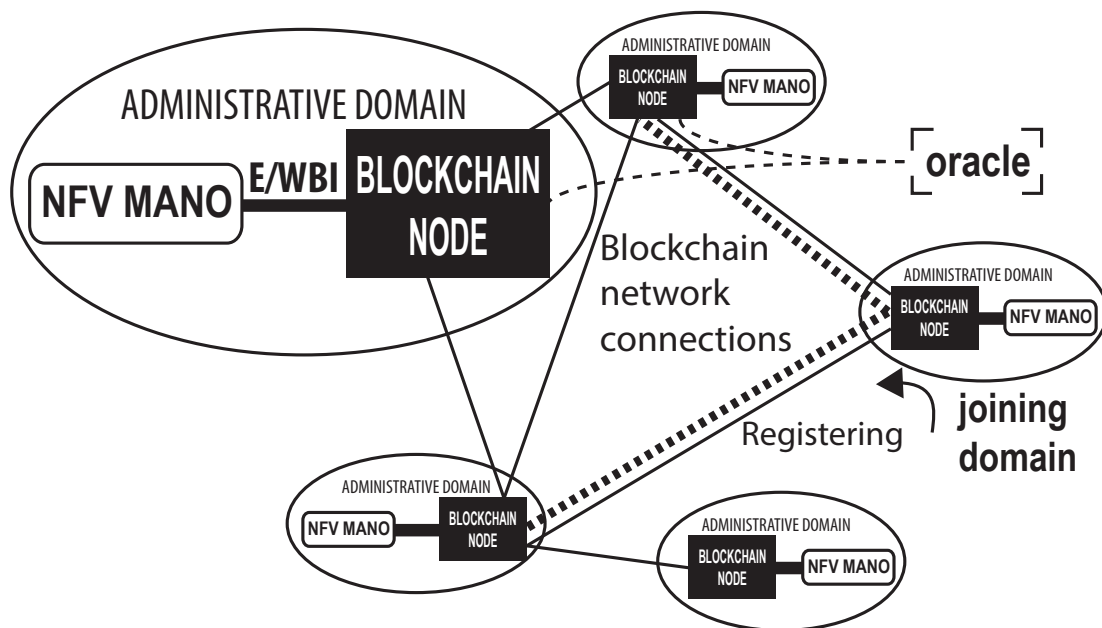 ADMINISTRATIVE DOMAIN
BLOCKCHAIN
NODE
NFV MANO
ADMINISTRATIVE DOMAIN
NFV MANO
E/WBI
BLOCKCHAIN
NODE
[oracle]
Blockchain
network
connections
ADMINISTRATIVE DOMAIN
BLOCKCHAIN
NODE
NFV MANO
Registering
joining
domain
ADMINISTRATIVE DOMAIN
NFV MANO
BLOCKCHAIN
NODE
ADMINISTRATIVE DOMAIN
BLOCKCHAIN
NODE
NFV MANO